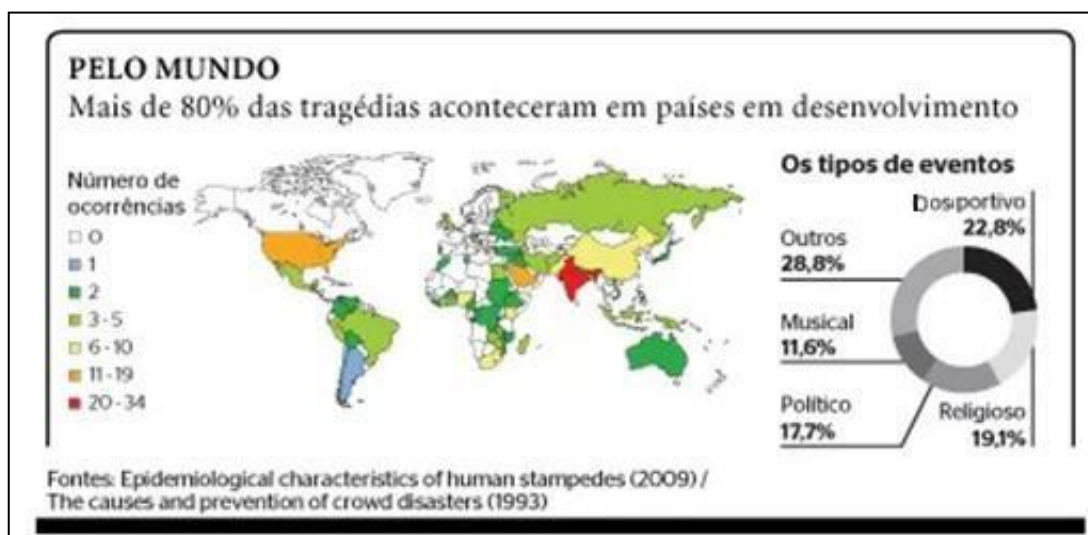 PELO MUNDO
Mais de 80% das tragédias aconteceram em países em desenvolvimento
Número de
ocorrências
0
1
2
3-5
6-10
11-19
20-34
Os tipos de eventos
Dosportivo
22,8%
Outros
28,8%
Musical
11,6%
Político
17,7%
Religioso
19,1%
Fontes: Epidemiological characteristics of human stampedes (2009) /
The causes and prevention of crowd disasters (1993)